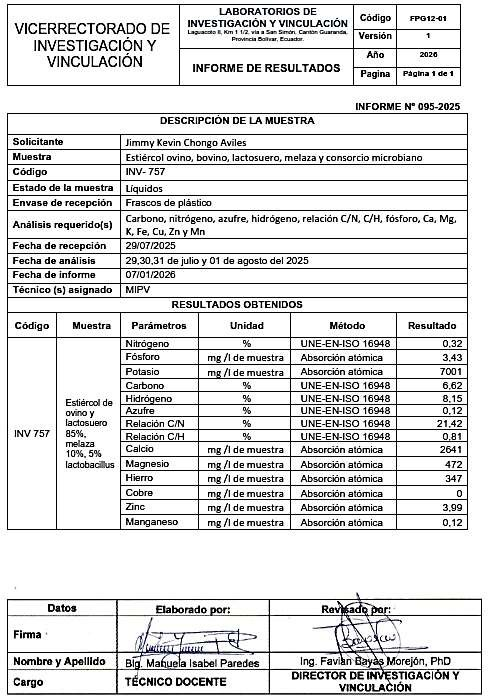 VICERRECTORADO DE
INVESTIGACIÓN Y
VINCULACIÓN
LABORATORIOS DE
INVESTIGACIÓN Y VINCULACIÓN
Laguacoto II, Km 1 1/2, vía a San Simón, Cantón Guaranda,
Provincia Bolívar, Ecuador.
INFORME DE RESULTADOS
Código FPG12-01
Versión 1
Año 2026
Pagina Página 1 de 1
INFORME N° 095-2025
DESCRIPCIÓN DE LA MUESTRA
Solicitante Jimmy Kevin Chongo Aviles
Muestra Estiércol ovino, bovino, lactosuero, melaza y consorcio microbiano
Código INV- 757
Estado de la muestra Líquidos
Envase de recepción Frascos de plástico
Análisis requerido(s) Carbono, nitrógeno, azufre, hidrógeno, relación C/N, C/H, fósforo, Ca, Mg,
K, Fe, Cu, Zn y Mn
Fecha de recepción 29/07/2025
Fecha de análisis 29,30,31 de julio y 01 de agosto del 2025
Fecha de informe 07/01/2026
Técnico (s) asignado MIPV
RESULTADOS OBTENIDOS
Código Muestra Parámetros Unidad Método Resultado
INV 757
Estiércol de
ovino y
lactosuero
85%,
melaza
10%, 5%
lactobacillus
Nitrógeno % UNE-EN-ISO 16948 0,32
Fósforo mg /l de muestra Absorción atómica 3,43
Potasio mg /l de muestra Absorción atómica 7001
Carbono % UNE-EN-ISO 16948 6,62
Hidrógeno % UNE-EN-ISO 16948 8,15
Azufre % UNE-EN-ISO 16948 0,12
Relación C/N % UNE-EN-ISO 16948 21,42
Relación C/H % UNE-EN-ISO 16948 0,81
Calcio mg /l de muestra Absorción atómica 2641
Magnesio mg /l de muestra Absorción atómica 472
Hierro mg /l de muestra Absorción atómica 347
Cobre mg /l de muestra Absorción atómica 0
Zinc mg /l de muestra Absorción atómica 3,99
Manganeso mg /l de muestra Absorción atómica 0,12
Datos Elaborado por: Revisado por:
Firma
Nombre y Apellido Blg. Manuela Isabel Paredes Ing. Favian Bayas Morejón, PhD
Cargo TÉCNICO DOCENTE DIRECTOR DE INVESTIGACIÓN Y
VINCULACIÓN